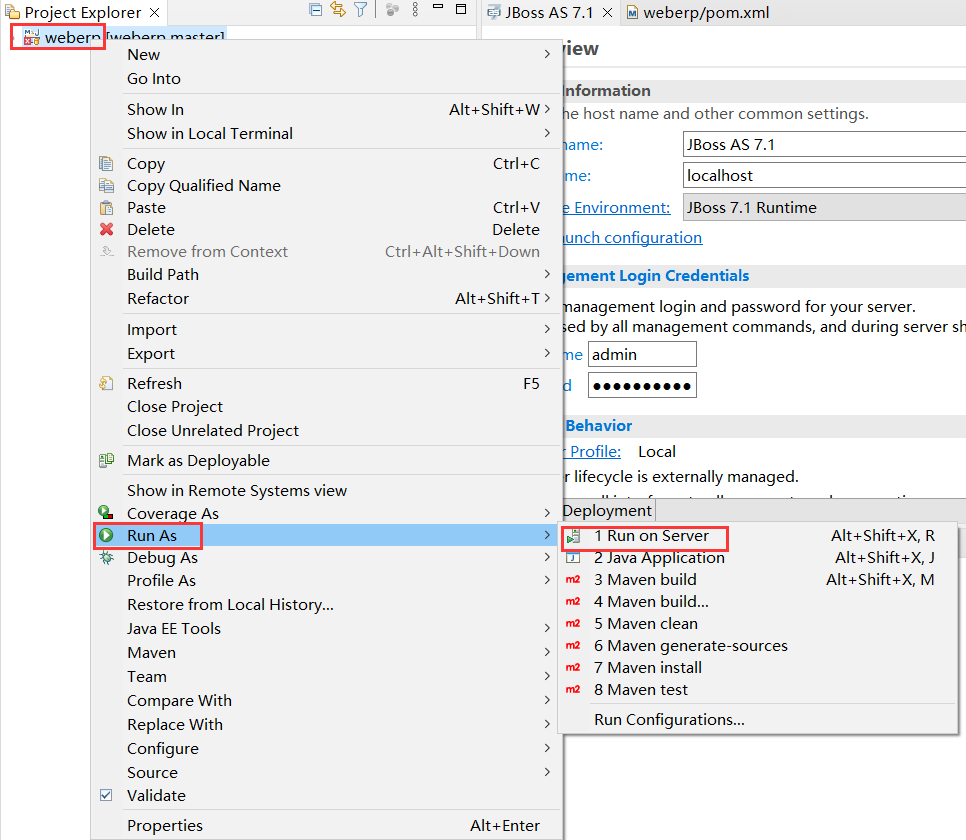 Project Explorer
JBoss AS 7.1
weberp/pom.xml
weberp [weberp master]
view
New
Go Into
nformation
Show In Alt+Shift+W
he host name and other common settings.
Show in Local Terminal
name: JBoss AS 7.1
Copy Ctrl+C
me: localhost
Copy Qualified Name
Paste Ctrl+V
e Environment: JBoss 7.1 Runtime
Delete Delete
unch configuration
Remove from Context Ctrl+Alt+Shift+Down
Build Path
gement Login Credentials
Refactor Alt+Shift+T
management login and password for your server.
sed by all management commands, and during server sh
Import
Export
me admin
Refresh F5
d ●●●●●●●●●●
Close Project
Close Unrelated Project
Behavior
r Profile: Local
Mark as Deployable
r lifecycle is externally managed.
Show in Remote Systems view
Coverage As
Deployment
Run As
1 Run on Server Alt+Shift+X, R
Debug As
2 Java Application Alt+Shift+X, J
Profile As
m2 3 Maven build Alt+Shift+X, M
Restore from Local History...
m2 4 Maven build...
Java EE Tools
m2 5 Maven clean
Maven
m2 6 Maven generate-sources
Team
m2 7 Maven install
Compare With
m2 8 Maven test
Replace With
Run Configurations...
Configure
Source
Validate
Properties Alt+Enter